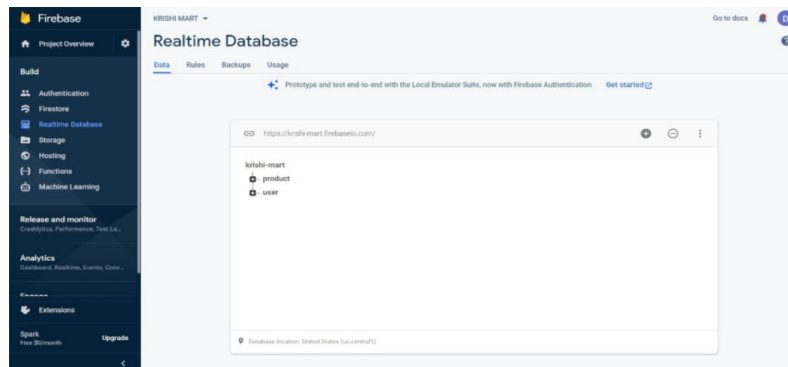 Firebase
Project Overview
Build
Authentication
Firestore
Realtime Database
Storage
Hosting
Functions
Machine Learning
Release and monitor
Crashlytics, Performance, Test La...
Analytics
Dashboard, Realtime, Events, Conv...
Extensions
Spark
Free $0/month
Upgrade
KRISHI MART
Go to docs
D
Realtime Database
Data Rules Backups Usage
Prototype and test end-to-end with the Local Emulator Suite, now with Firebase Authentication Get started
https://krishi-mart.firebaseio.com/
krishi-mart
product
user
Database location: United States (us-central1)